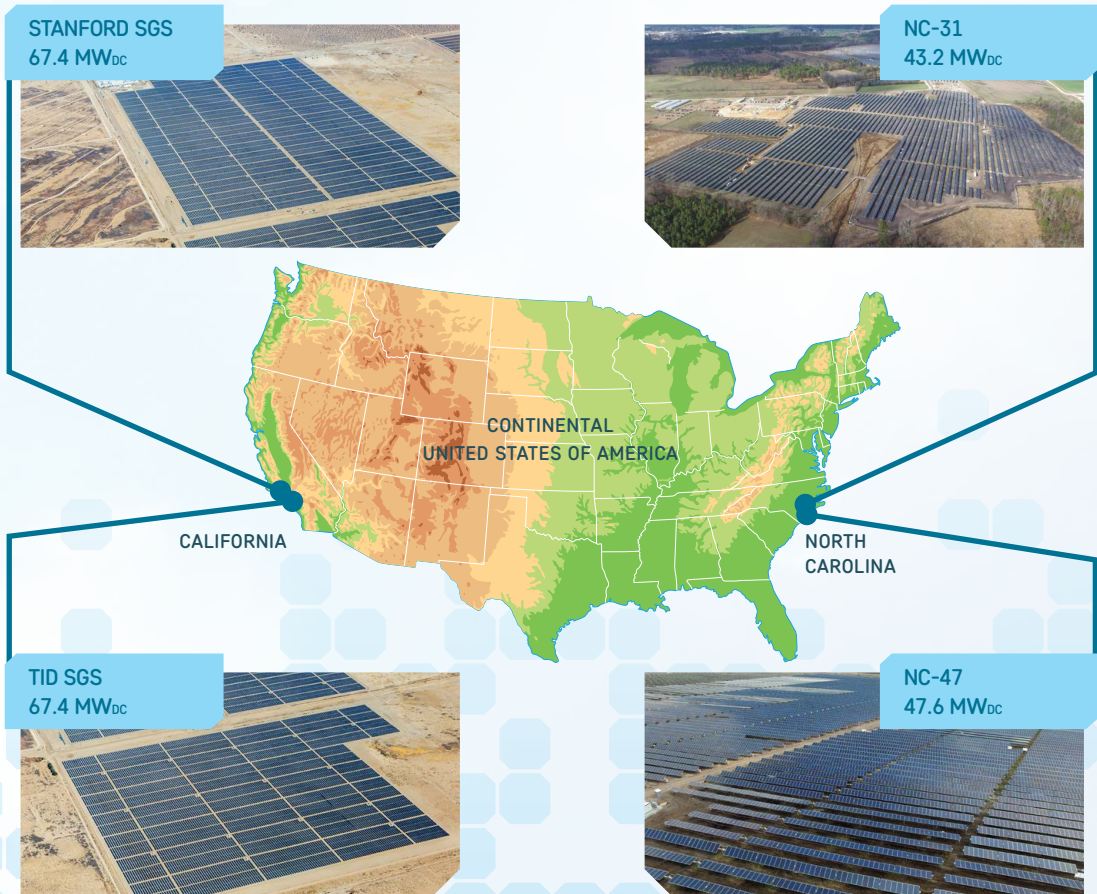 STANFORD SGS
67.4 MWDC
NC-31
43.2 MWDC
CONTINENTAL
UNITED STATES OF AMERICA
CALIFORNIA
NORTH
CAROLINA
TID SGS
67.4 MWDC
NC-47
47.6 MWDC